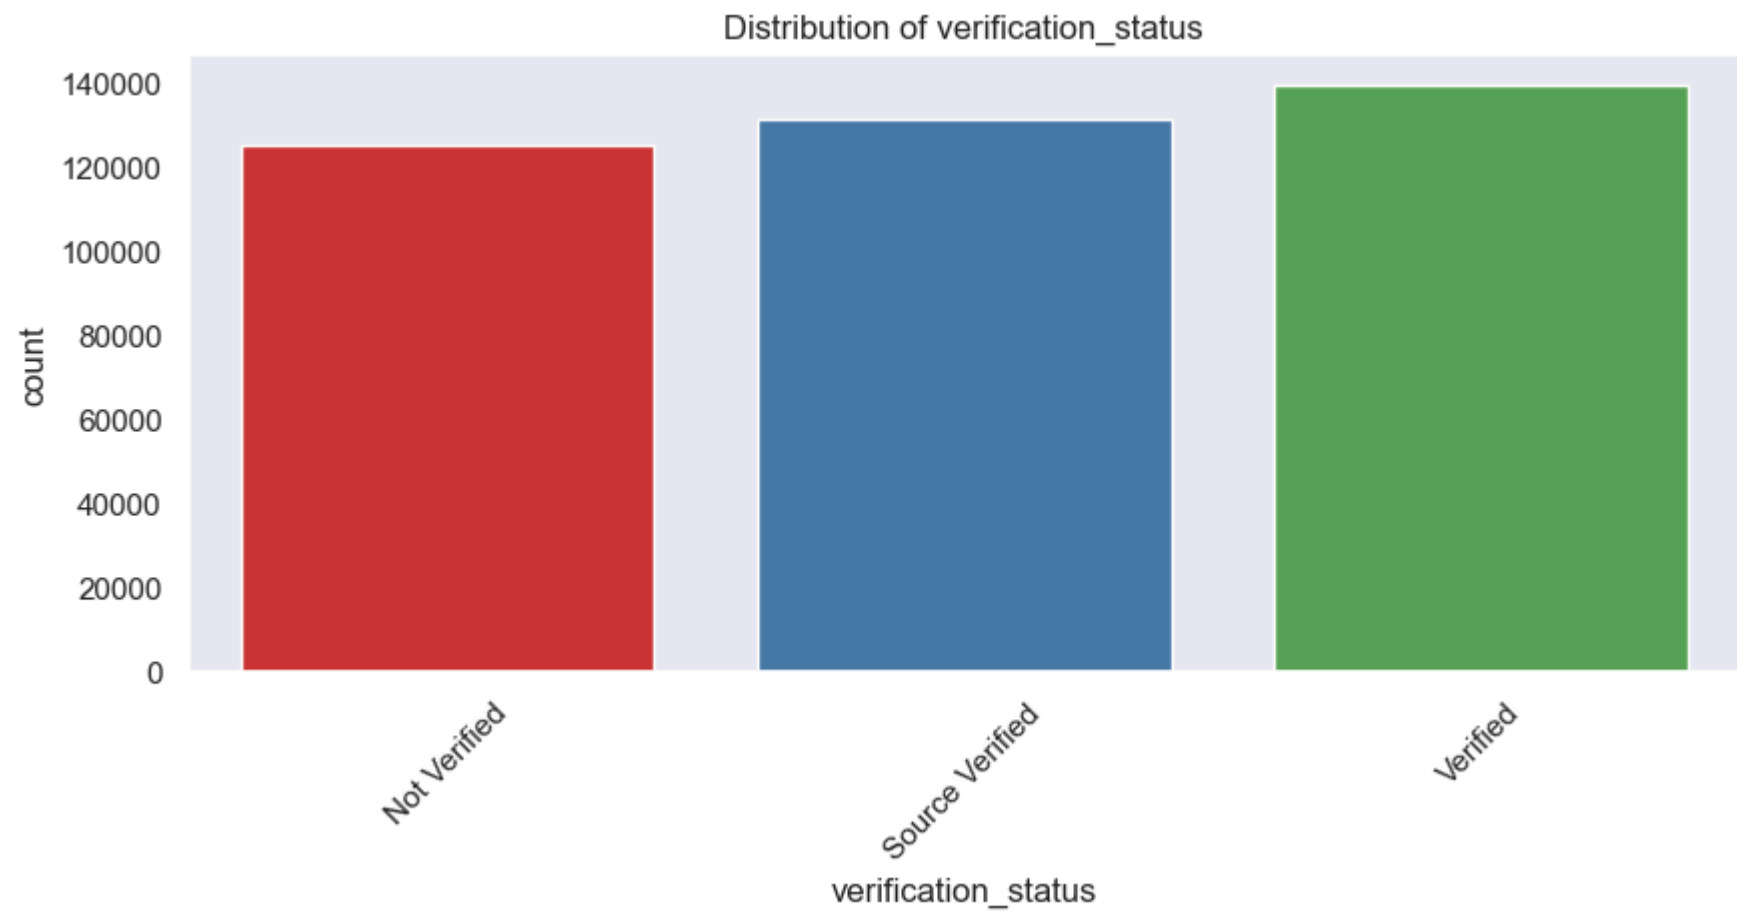 Distribution of verification_status
140000
120000
100000
80000
60000
40000
20000
0
count
Not Verified
Source Verified
Verified
verification_status